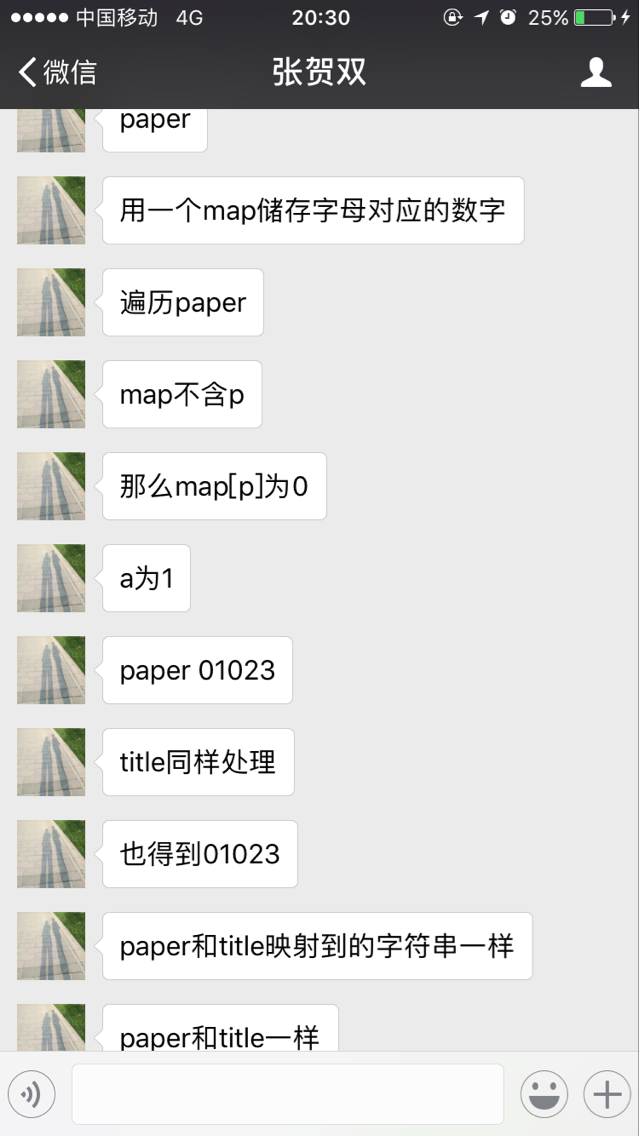 中国移动 4G 20:30 25%
微信 张贺双
paper
用一个map储存字母对应的数字
遍历paper
map不含p
那么map[p]为0
a为1
paper 01023
title同样处理
也得到01023
paper和title映射到的字符串一样
paper和title一样